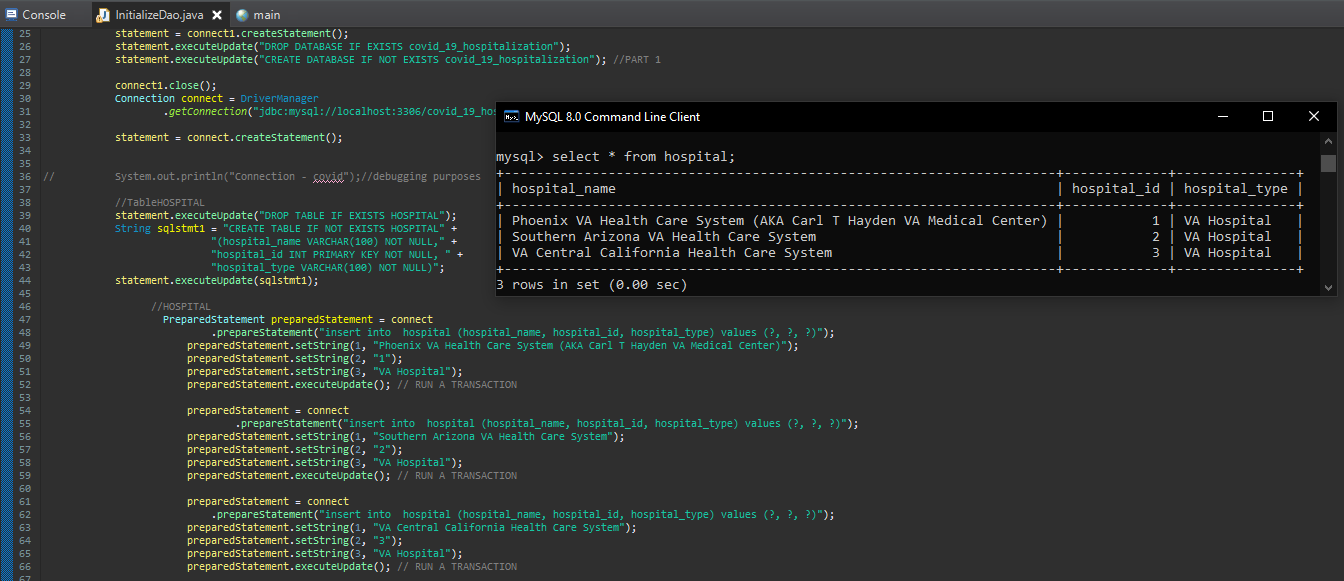 Console InitializeDao.java main
25 statement = connect1.createStatement();
26 statement.executeUpdate("DROP DATABASE IF EXISTS covid_19_hospitalization");
27 statement.executeUpdate("CREATE DATABASE IF NOT EXISTS covid_19_hospitalization"); //PART 1
28
29 connect1.close();
30 Connection connect = DriverManager
31 .getConnection("jdbc:mysql://localhost:3306/covid_19_hos
32
33 statement = connect.createStatement();
34
35
36 // System.out.println("Connection - covid");//debugging purposes
37
38 //TableHOSPITAL
39 statement.executeUpdate("DROP TABLE IF EXISTS HOSPITAL");
40 String sqlstmt1 = "CREATE TABLE IF NOT EXISTS HOSPITAL" +
41 "(hospital_name VARCHAR(100) NOT NULL," +
42 "hospital_id INT PRIMARY KEY NOT NULL, " +
43 "hospital_type VARCHAR(100) NOT NULL)";
44 statement.executeUpdate(sqlstmt1);
45
46 //HOSPITAL
47 PreparedStatement preparedStatement = connect
48 .prepareStatement("insert into  hospital (hospital_name, hospital_id, hospital_type) values (?, ?, ?)");
49 preparedStatement.setString(1, "Phoenix VA Health Care System (AKA Carl T Hayden VA Medical Center)");
50 preparedStatement.setString(2, "1");
51 preparedStatement.setString(3, "VA Hospital");
52 preparedStatement.executeUpdate(); // RUN A TRANSACTION
53
54 preparedStatement = connect
55 .prepareStatement("insert into  hospital (hospital_name, hospital_id, hospital_type) values (?, ?, ?)");
56 preparedStatement.setString(1, "Southern Arizona VA Health Care System");
57 preparedStatement.setString(2, "2");
58 preparedStatement.setString(3, "VA Hospital");
59 preparedStatement.executeUpdate(); // RUN A TRANSACTION
60
61 preparedStatement = connect
62 .prepareStatement("insert into  hospital (hospital_name, hospital_id, hospital_type) values (?, ?, ?)");
63 preparedStatement.setString(1, "VA Central California Health Care System");
64 preparedStatement.setString(2, "3");
65 preparedStatement.setString(3, "VA Hospital");
66 preparedStatement.executeUpdate(); // RUN A TRANSACTION
67
MySQL 8.0 Command Line Client
mysql> select * from hospital;
| hospital_name | hospital_id | hospital_type |
| Phoenix VA Health Care System (AKA Carl T Hayden VA Medical Center) | 1 | VA Hospital |
| Southern Arizona VA Health Care System | 2 | VA Hospital |
| VA Central California Health Care System | 3 | VA Hospital |
3 rows in set (0.00 sec)